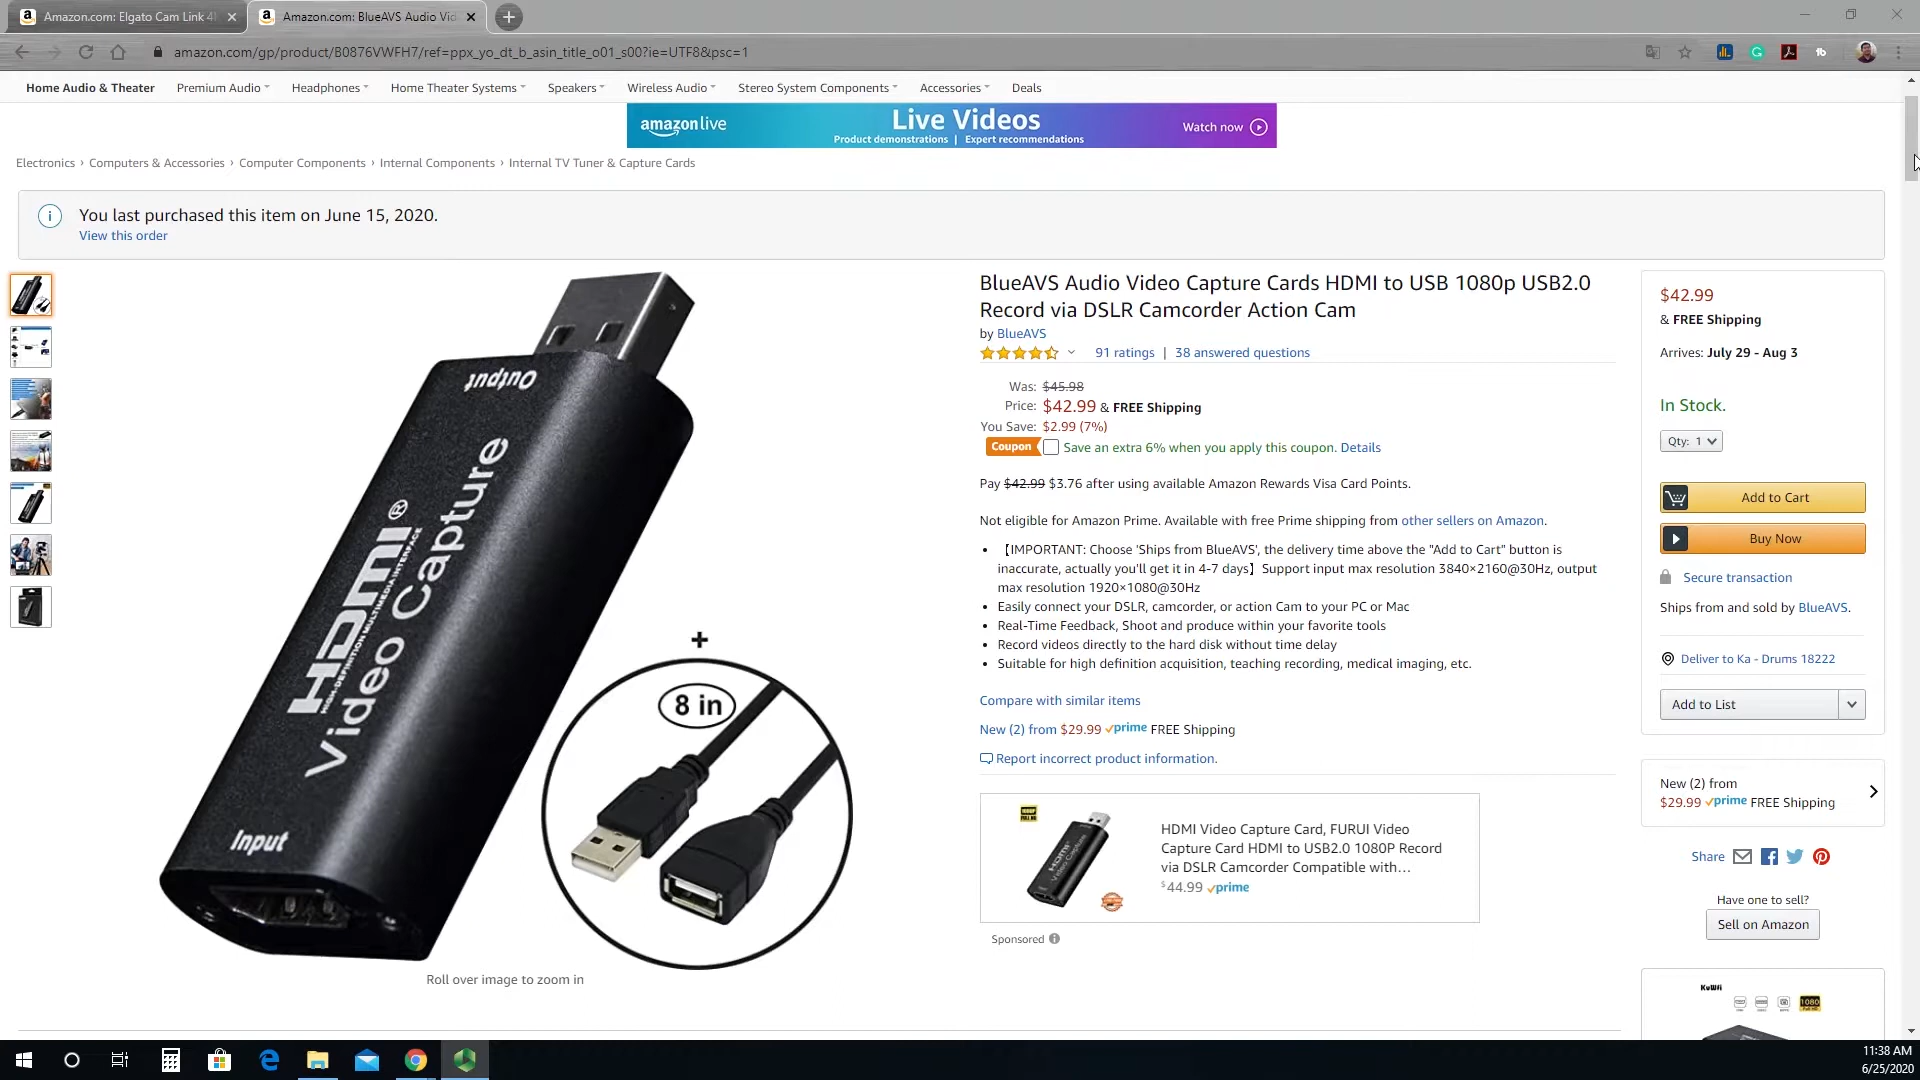 Amazon.com: Elgato Cam Link 4
Amazon.com: BlueAVS Audio Vid
amazon.com/gp/product/B0876VWFH7/ref=ppx_yo_dt_b_asin_title_o01_s00?ie=UTF8&psc=1
Home Audio & Theater Premium Audio Headphones Home Theater Systems Speakers Wireless Audio Stereo System Components Accessories Deals
amazonlive
Live Videos
Product demonstrations | Expert recommendations
Watch now
Electronics › Computers & Accessories › Computer Components › Internal Components › Internal TV Tuner & Capture Cards
You last purchased this item on June 15, 2020.
View this order
Output
HDMI®
HIGH-DEFINITION MULTIMEDIA INTERFACE
Video Capture
Input
+
8 in
Roll over image to zoom in
BlueAVS Audio Video Capture Cards HDMI to USB 1080p USB2.0
Record via DSLR Camcorder Action Cam
by BlueAVS
91 ratings | 38 answered questions
Was: $45.98
Price: $42.99 & FREE Shipping
You Save: $2.99 (7%)
Coupon Save an extra 6% when you apply this coupon. Details
Pay $42.99 $3.76 after using available Amazon Rewards Visa Card Points.
Not eligible for Amazon Prime. Available with free Prime shipping from other sellers on Amazon.
• 【IMPORTANT: Choose 'Ships from BlueAVS', the delivery time above the "Add to Cart" button is
inaccurate, actually you'll get it in 4-7 days】Support input max resolution 3840×2160@30Hz, output
max resolution 1920×1080@30Hz
• Easily connect your DSLR, camcorder, or action Cam to your PC or Mac
• Real-Time Feedback, Shoot and produce within your favorite tools
• Record videos directly to the hard disk without time delay
• Suitable for high definition acquisition, teaching recording, medical imaging, etc.
Compare with similar items
New (2) from $29.99 prime FREE Shipping
Report incorrect product information.
HDMI Video Capture Card, FURUI Video
Capture Card HDMI to USB2.0 1080P Record
via DSLR Camcorder Compatible with…
$44.99 prime
Sponsored
$42.99
& FREE Shipping
Arrives: July 29 - Aug 3
In Stock.
Qty: 1
Add to Cart
Buy Now
Secure transaction
Ships from and sold by BlueAVS.
Deliver to Ka - Drums 18222
Add to List
New (2) from
$29.99 prime FREE Shipping
Share
Have one to sell?
Sell on Amazon
KuWfi
1080
11:38 AM
6/25/2020